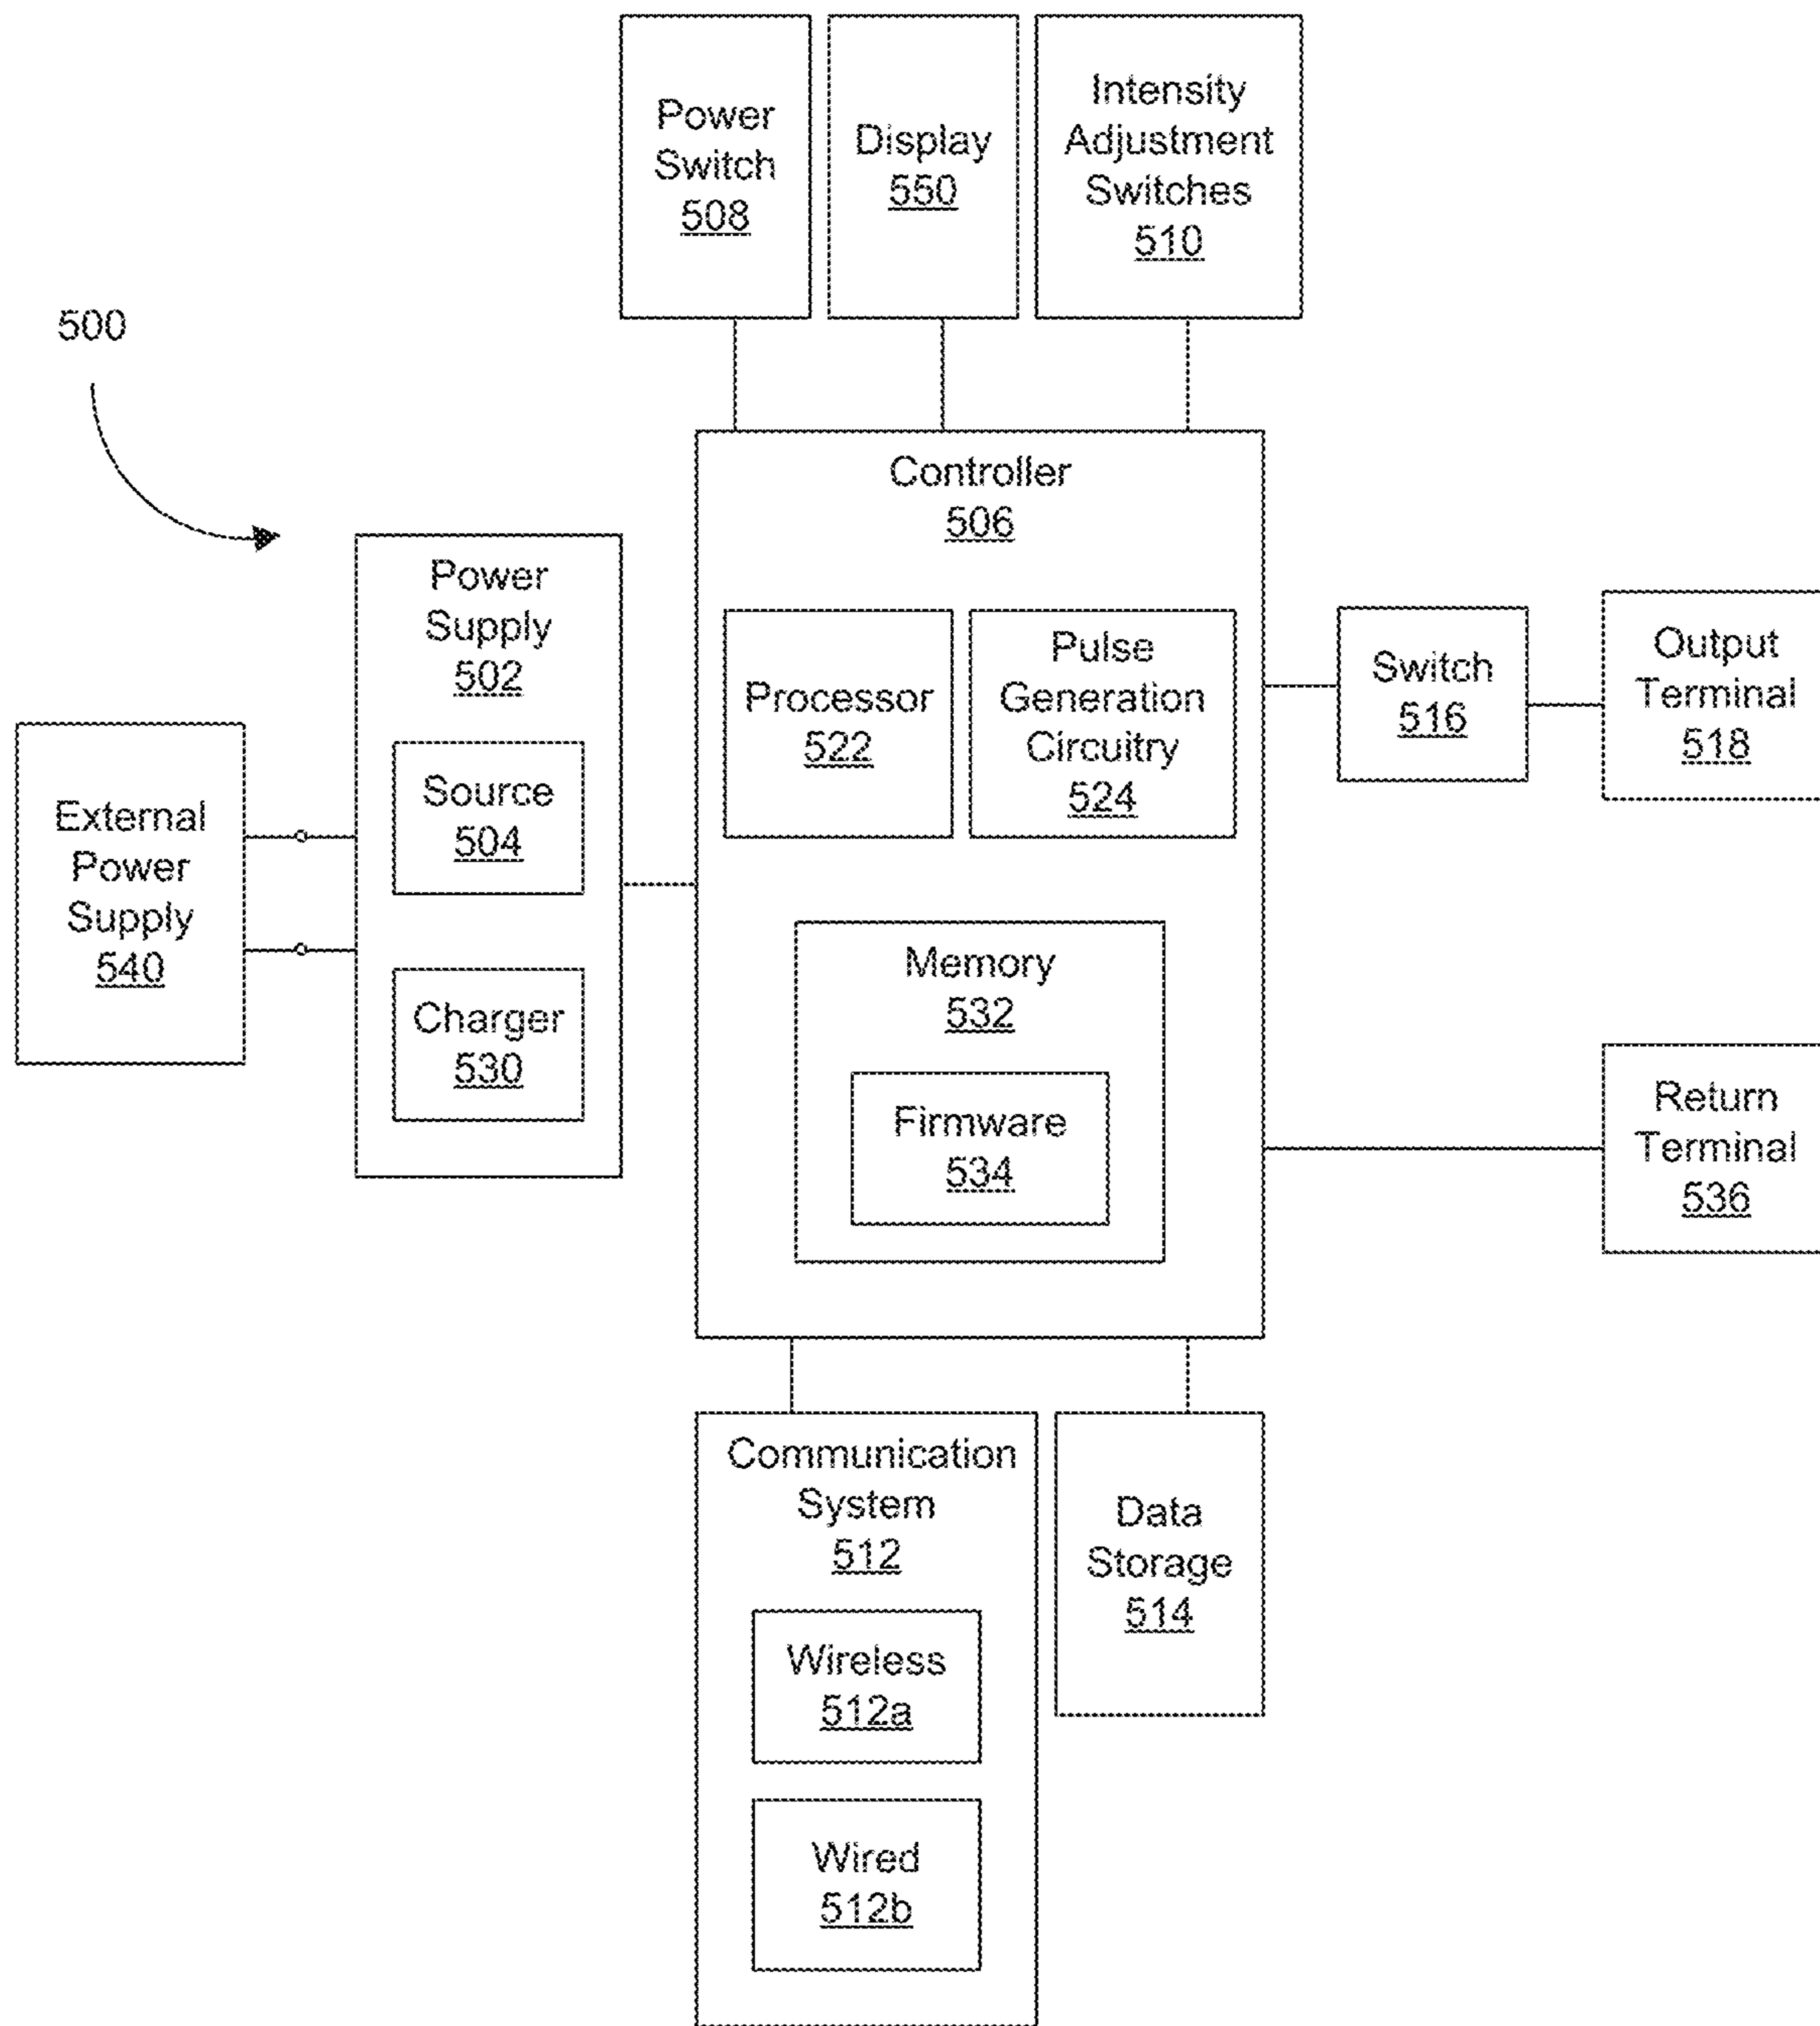 Power
Switch
508
Display
550
Intensity
Adjustment
Switches
510
500
Controller
506
Power
Supply
502
Source
504
Charger
530
External
Power
Supply
540
Processor
522
Pulse
Generation
Circuitry
524
Memory
532
Firmware
534
Switch
516
Output
Terminal
518
Return
Terminal
536
Communication
System
512
Wireless
512a
Wired
512b
Data
Storage
514